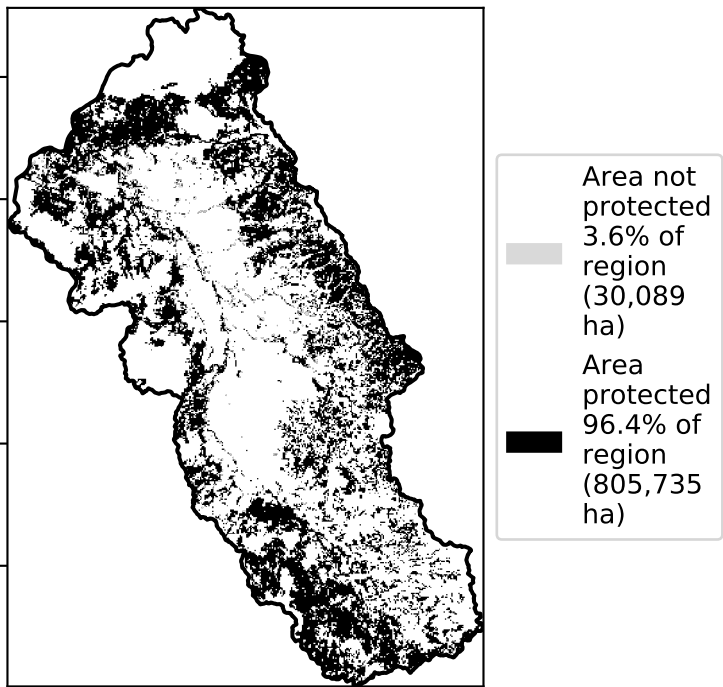 Area not
protected
3.6% of
region
(30,089
ha)
Area
protected
96.4% of
region
(805,735
ha)